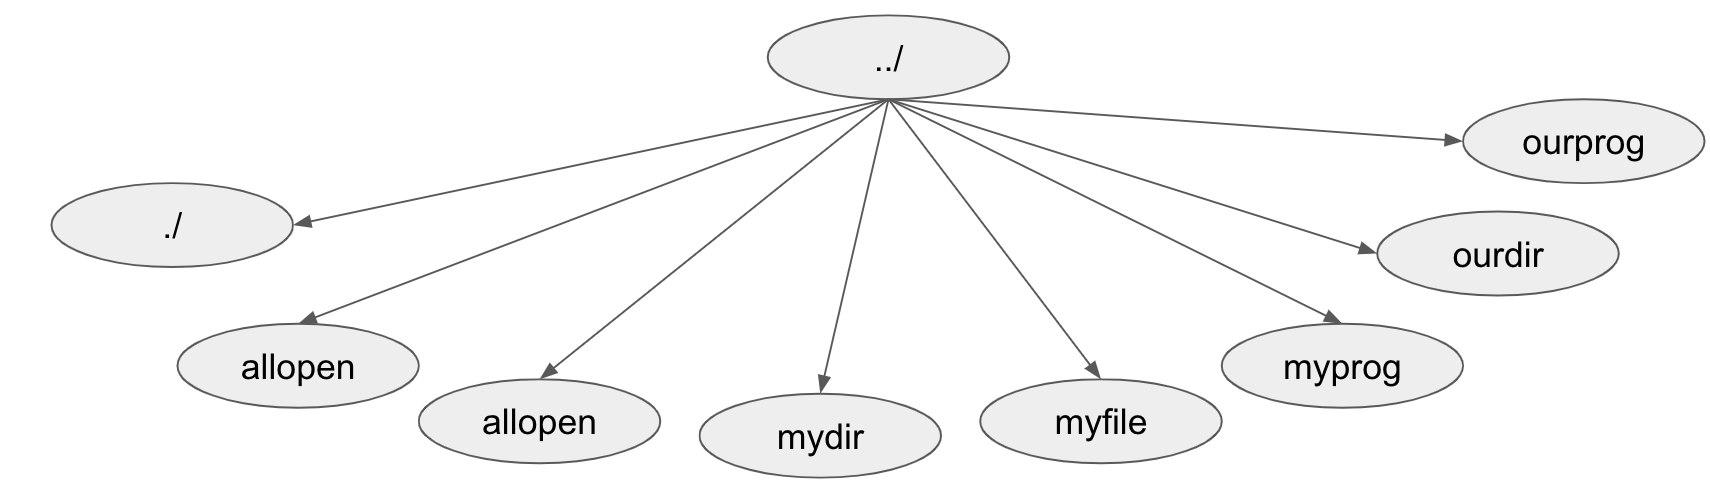 ../
ourprog
./
ourdir
allopen
myprog
allopen
myfile
mydir